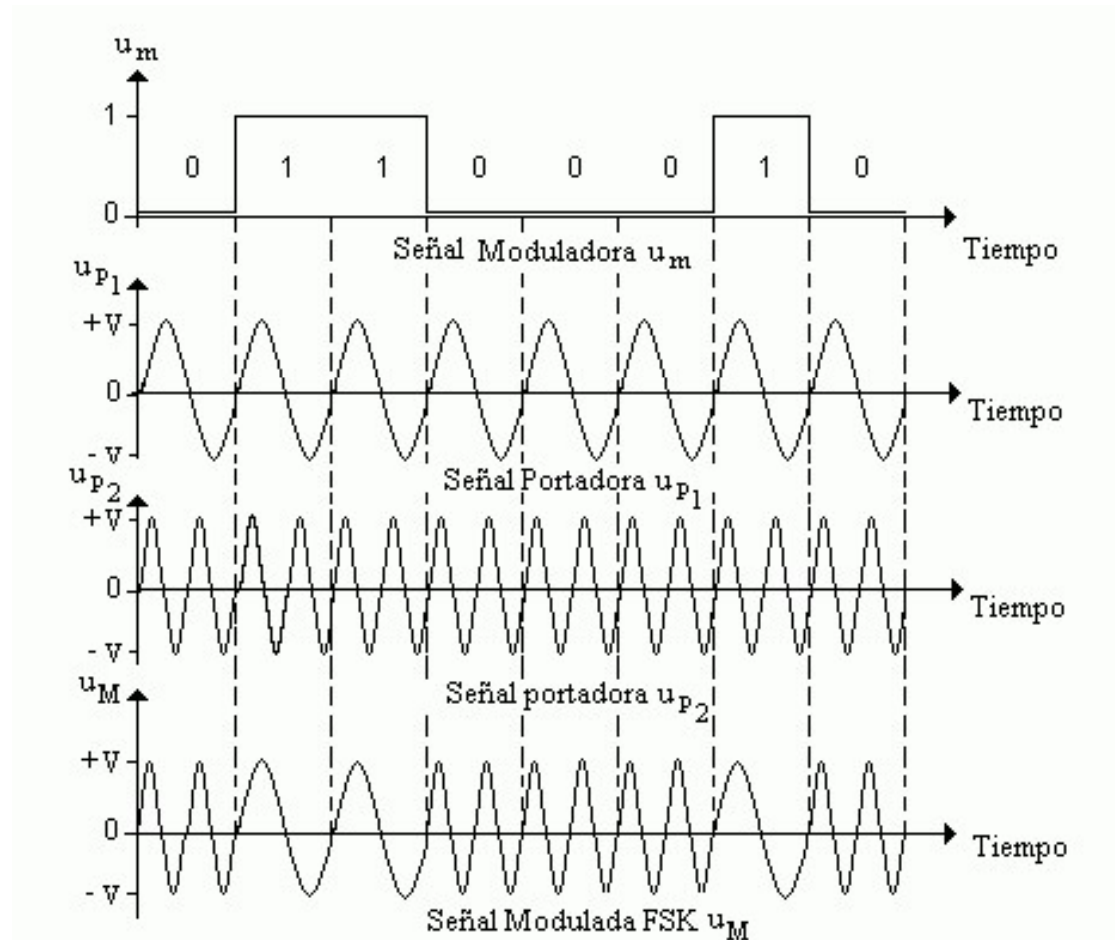 u_m
1
0 1 1 0 0 0 1 0
0
Señal Moduladora u_m
Tiempo
u_p1
+V
0
Tiempo
- V
Señal Portadora u_p1
u_p2
+V
0
Tiempo
- V
Señal portadora u_p2
u_M
+V
0
Tiempo
- V
Señal Modulada FSK u_M